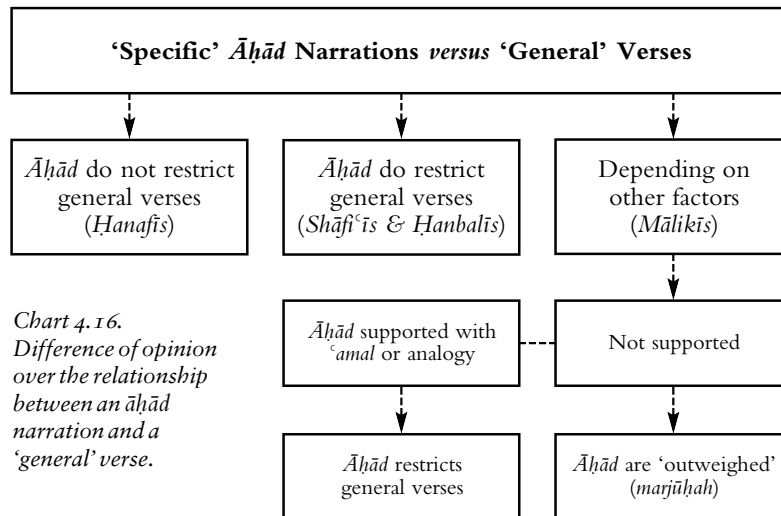 ‘Specific’ Āḥād Narrations versus ‘General’ Verses
Āḥād do not restrict
general verses
(Ḥanafīs)
Āḥād do restrict
general verses
(Shāfiʿīs & Ḥanbalīs)
Depending on
other factors
(Mālikīs)
Chart 4.16.
Difference of opinion
over the relationship
between an āḥād
narration and a
‘general’ verse.
Āḥād supported with
ʿamal or analogy
Not supported
Āḥād restricts
general verses
Āḥād are ‘outweighed’
(marjūḥah)